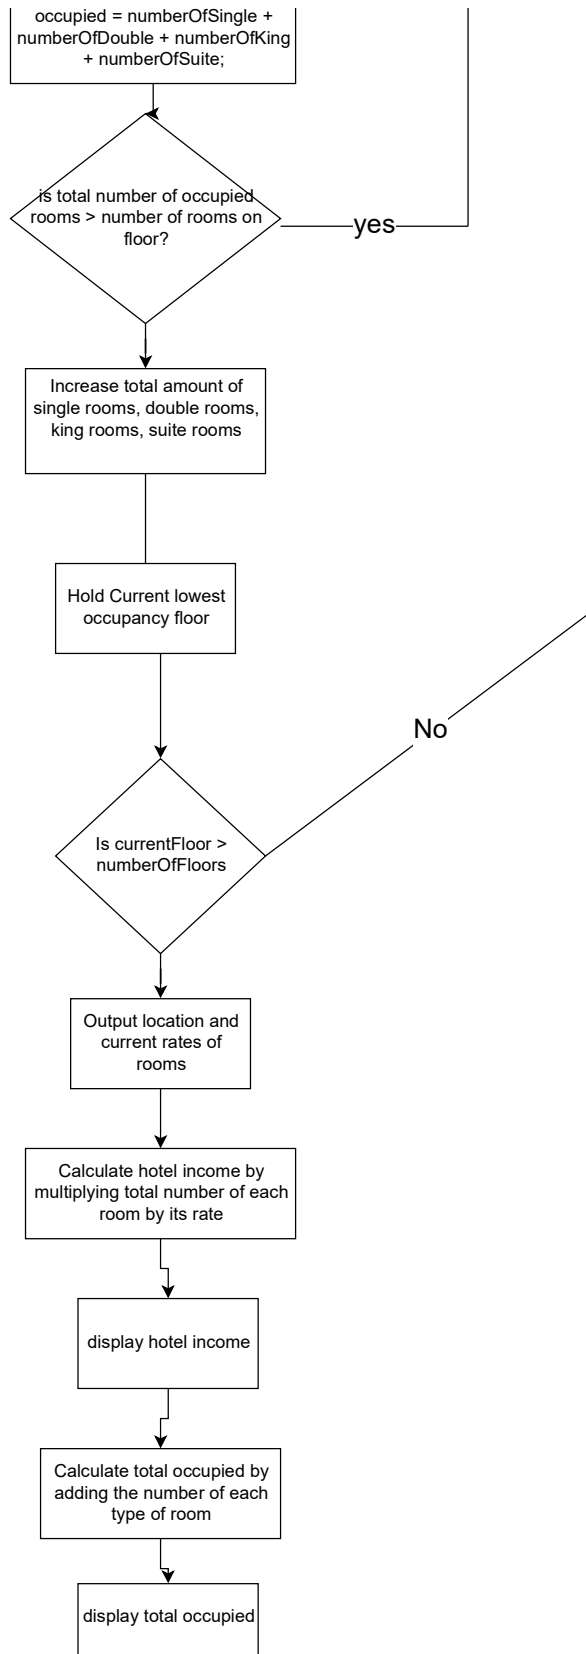 occupied = numberOfSingle +
numberOfDouble + numberOfKing
+ numberOfSuite;
is total number of occupied
rooms > number of rooms on
floor?
yes
Increase total amount of
single rooms, double rooms,
king rooms, suite rooms
Hold Current lowest
occupancy floor
No
Is currentFloor >
numberOfFloors
Output location and
current rates of
rooms
Calculate hotel income by
multiplying total number of each
room by its rate
display hotel income
Calculate total occupied by
adding the number of each
type of room
display total occupied